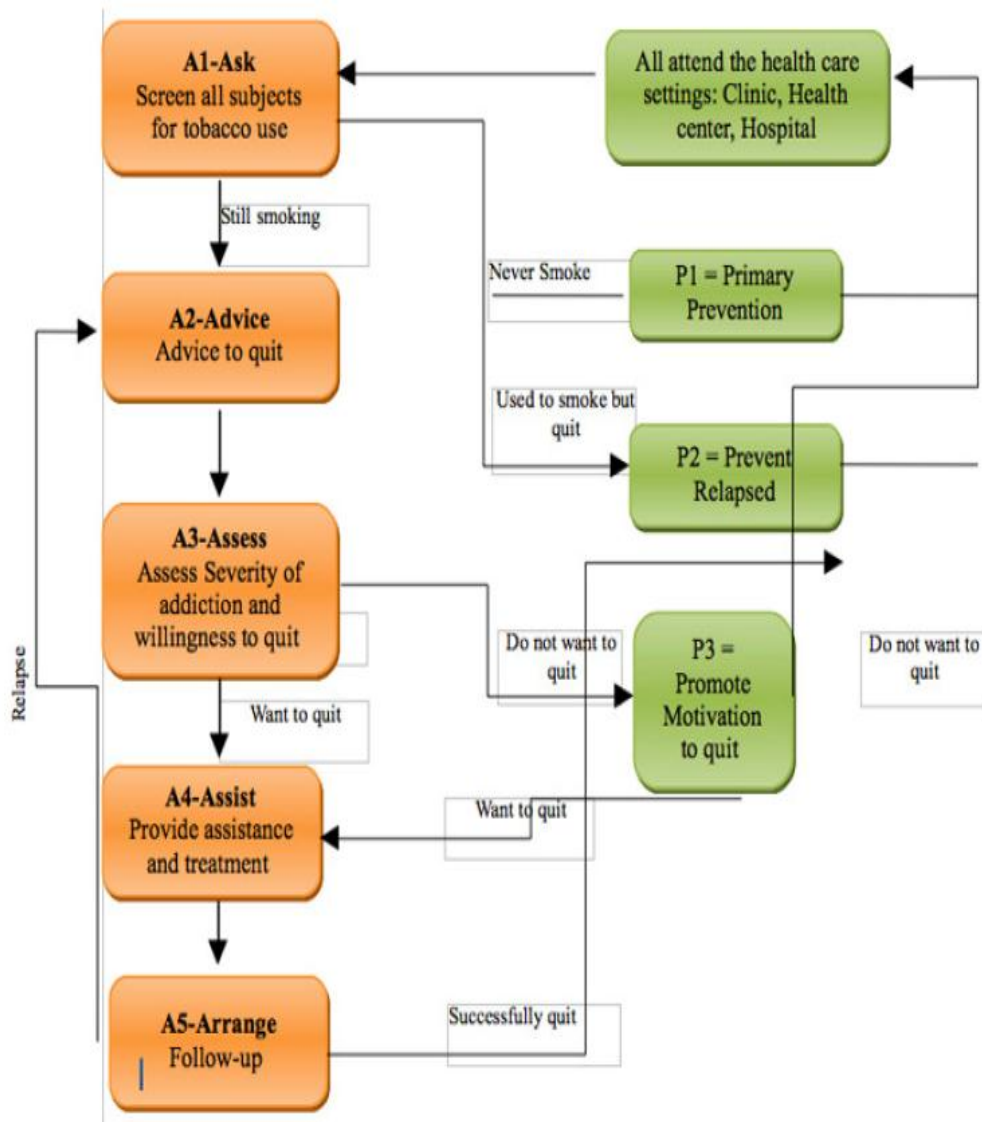 A1-Ask
Screen all subjects
for tobacco use
All attend the health care
settings: Clinic, Health
center, Hospital
Still smoking
Never Smoke
P1 = Primary
Prevention
A2-Advice
Advice to quit
Used to smoke but
quit
P2 = Prevent
Relapsed
A3-Assess
Assess Severity of
addiction and
willingness to quit
Do not want to
quit
P3 =
Promote
Motivation
to quit
Do not want to
quit
Relapse
Want to quit
A4-Assist
Provide assistance
and treatment
Want to quit
A5-Arrange
Follow-up
Successfully quit